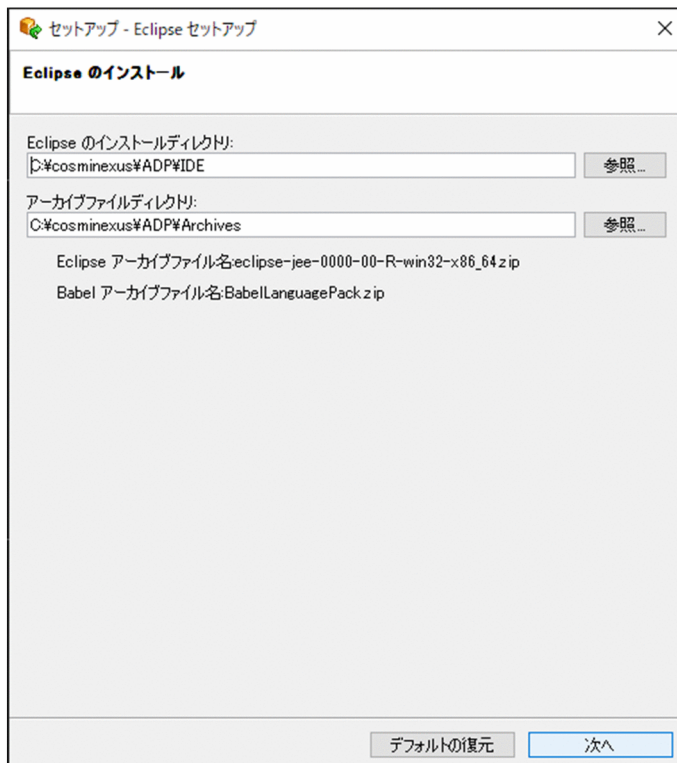 セットアップ - Eclipse セットアップ
Eclipse のインストール
Eclipse のインストールディレクトリ:
C:¥cosminexus¥ADP¥IDE
参照...
アーカイブファイルディレクトリ:
C:¥cosminexus¥ADP¥Archives
参照...
Eclipse アーカイブファイル名:eclipse-jee-0000-00-R-win32-x86_64.zip
Babel アーカイブファイル名:BabelLanguagePack.zip
デフォルトの復元
次へ